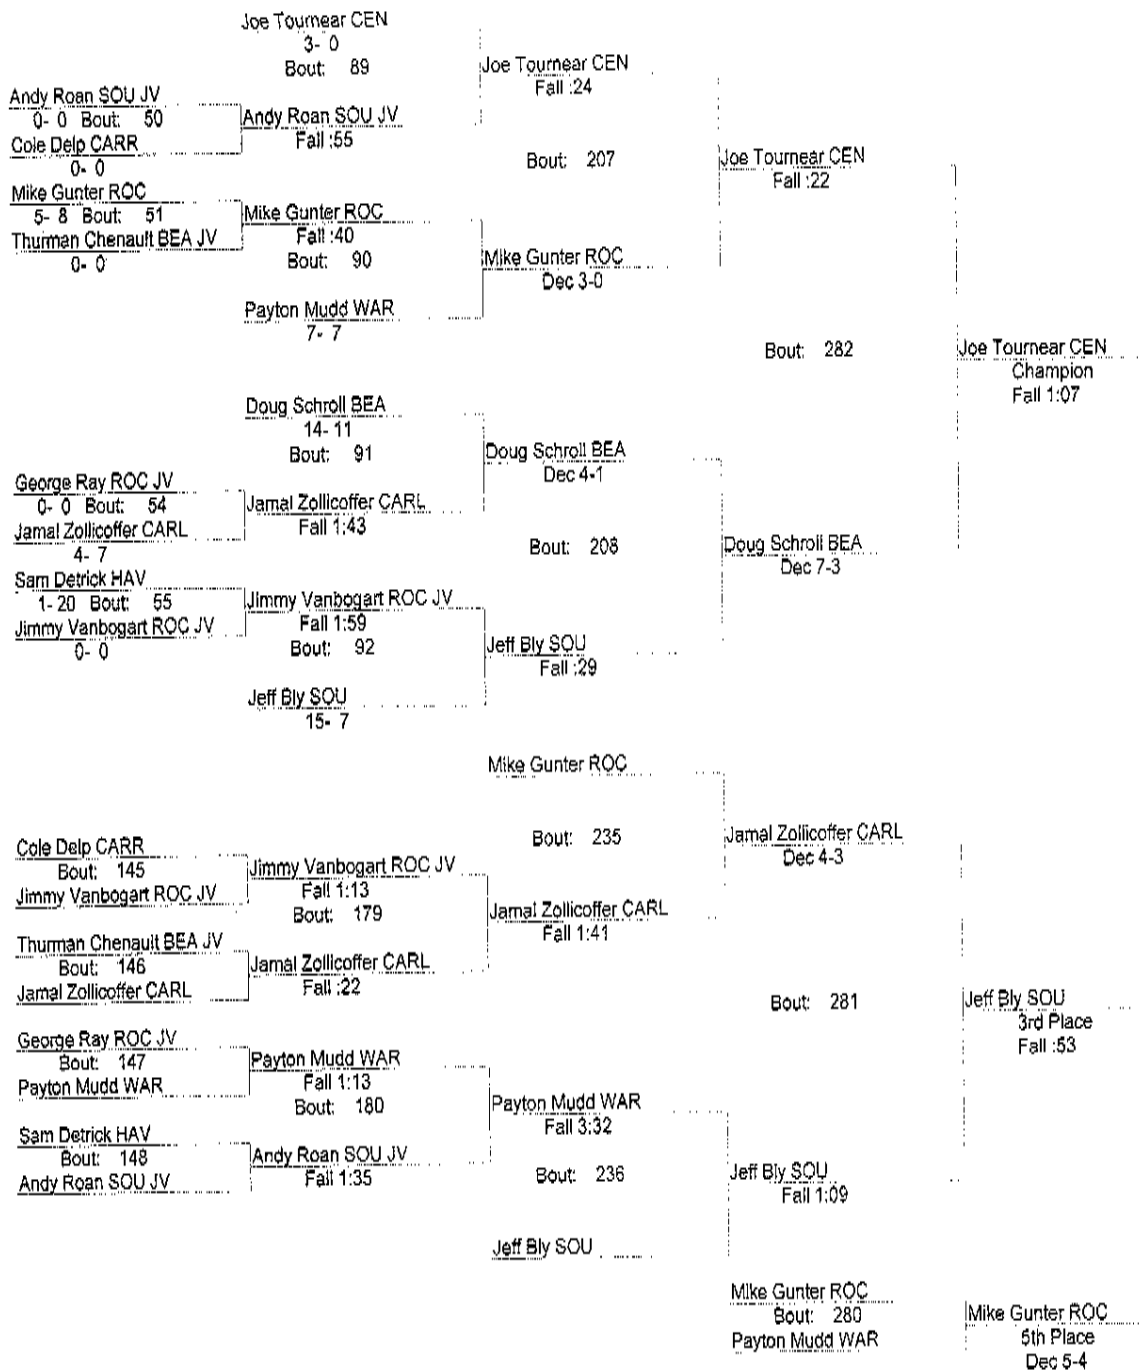 Joe Tournear CEN
3- 0
Bout: 89
Joe Tournear CEN
Fall :24
Andy Roan SOU JV
0- 0 Bout: 50
Andy Roan SOU JV
Fall :55
Cole Delp CARR
0- 0
Bout: 207
Joe Tournear CEN
Fall :22
Mike Gunter ROC
5- 8 Bout: 51
Mike Gunter ROC
Fall :40
Thurman Chenault BEA JV
0- 0
Bout: 90
Mike Gunter ROC
Dec 3-0
Payton Mudd WAR
7- 7
Bout: 282
Joe Tournear CEN
Champion
Fall 1:07
Doug Schroll BEA
14- 11
Bout: 91
Doug Schroll BEA
Dec 4-1
George Ray ROC JV
0- 0 Bout: 54
Jamal Zollicoffer CARL
Fall 1:43
Jamal Zollicoffer CARL
4- 7
Bout: 208
Doug Schroll BEA
Dec 7-3
Sam Detrick HAV
1- 20 Bout: 55
Jimmy Vanbogart ROC JV
Fall 1:59
Jimmy Vanbogart ROC JV
0- 0
Bout: 92
Jeff Bly SOU
Fall :29
Jeff Bly SOU
15- 7
Mike Gunter ROC
Bout: 235
Jamal Zollicoffer CARL
Dec 4-3
Cole Delp CARR
Bout: 145
Jimmy Vanbogart ROC JV
Jimmy Vanbogart ROC JV
Fall 1:13
Bout: 179
Jamal Zollicoffer CARL
Fall 1:41
Thurman Chenault BEA JV
Bout: 146
Jamal Zollicoffer CARL
Jamal Zollicoffer CARL
Fall :22
Bout: 281
Jeff Bly SOU
3rd Place
Fall :53
George Ray ROC JV
Bout: 147
Payton Mudd WAR
Payton Mudd WAR
Fall 1:13
Bout: 180
Payton Mudd WAR
Fall 3:32
Sam Detrick HAV
Bout: 148
Andy Roan SOU JV
Andy Roan SOU JV
Fall 1:35
Bout: 236
Jeff Bly SOU
Fall 1:09
Jeff Bly SOU
Mike Gunter ROC
Bout: 280
Payton Mudd WAR
Mike Gunter ROC
5th Place
Dec 5-4